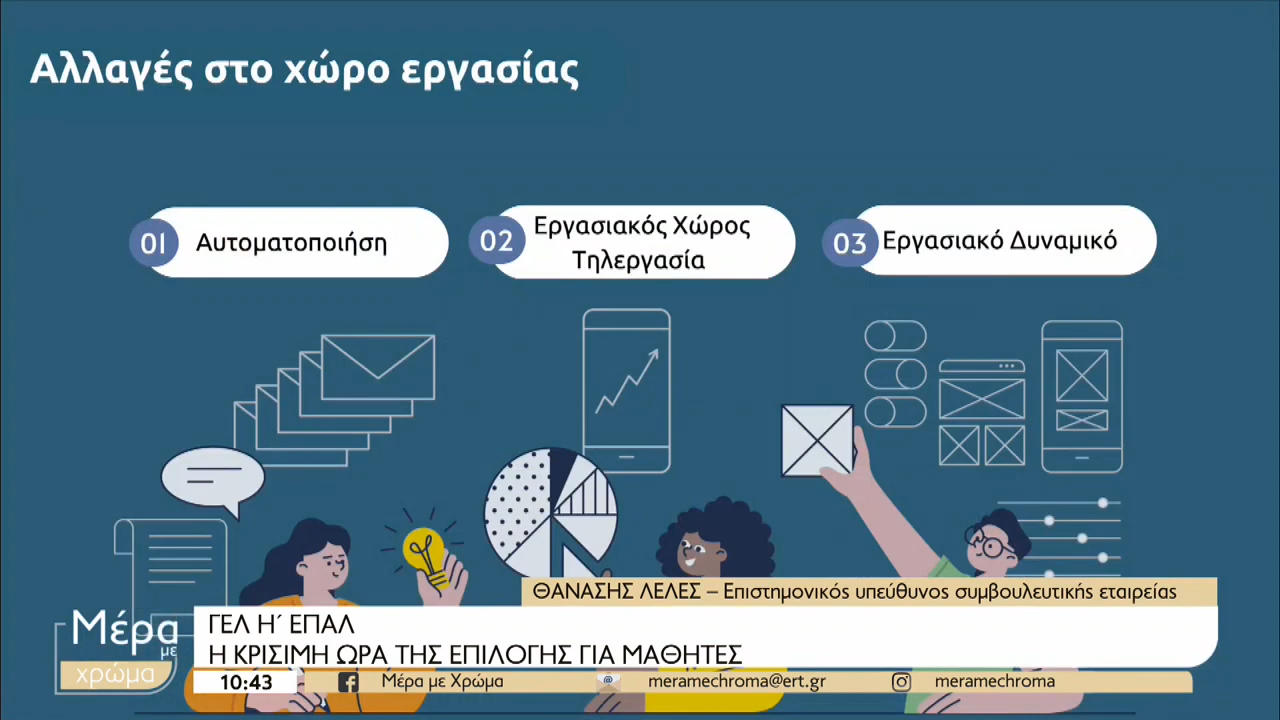 Αλλαγές στο χώρο εργασίας
01 Αυτοματοποιήση
02 Εργασιακός Χώρος
Τηλεργασία
03 Εργασιακό Δυναμικό
ΘΑΝΑΣΗΣ ΛΕΛΕΣ – Επιστημονικός υπεύθυνος συμβουλευτικής εταιρείας
Μέρα
με
χρώμα
ΓΕΛ Η΄ ΕΠΑΛ
Η ΚΡΙΣΙΜΗ ΩΡΑ ΤΗΣ ΕΠΙΛΟΓΗΣ ΓΙΑ ΜΑΘΗΤΕΣ
10:43 Μέρα με Χρώμα meramechroma@ert.gr meramechroma